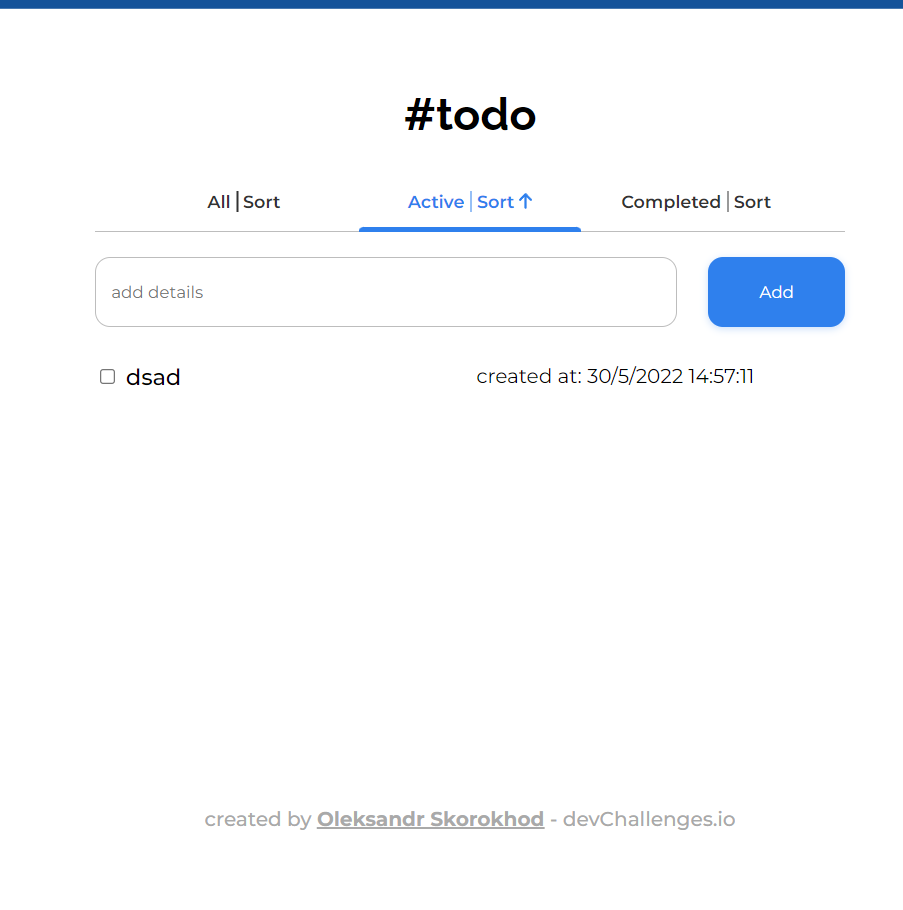 #todo
All | Sort Active | Sort ↑ Completed | Sort
add details Add
dsad created at: 30/5/2022 14:57:11
created by Oleksandr Skorokhod - devChallenges.io